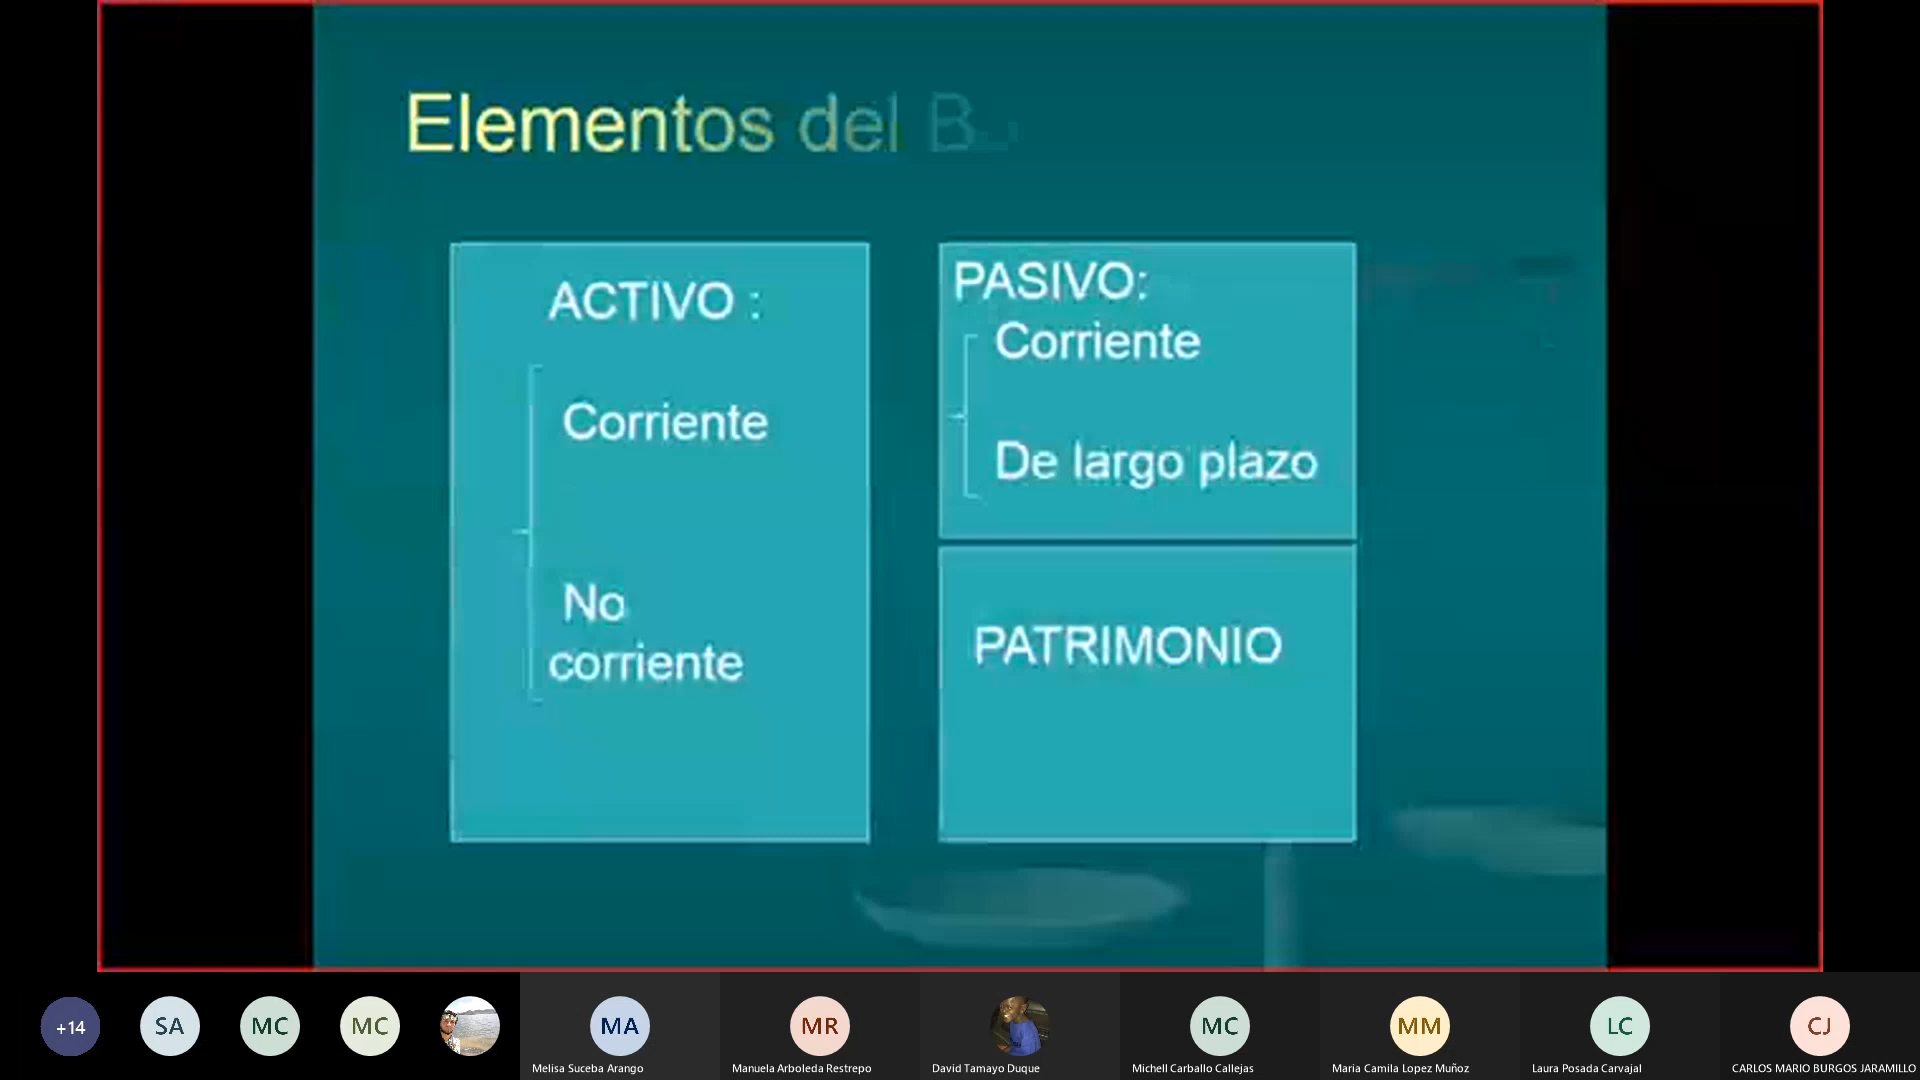 Elementos del
ACTIVO :
Corriente
No
corriente
PASIVO:
Corriente
De largo plazo
PATRIMONIO
+14
SA
MC
MC
MA
MR
MC
MM
LC
CJ
Melisa Suceba Arango
Manuela Arboleda Restrepo
David Tamayo Duque
Michell Carballo Callejas
Maria Camila Lopez Muñoz
Laura Posada Carvajal
CARLOS MARIO BURGOS JARAMILLO